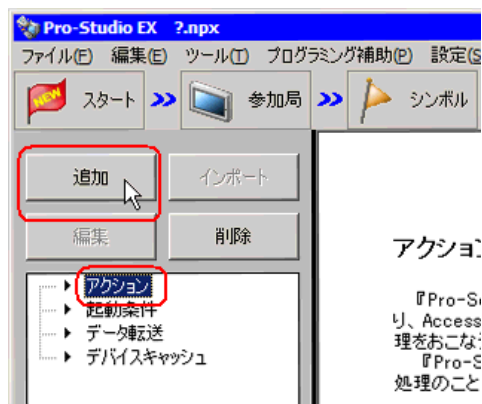 Pro-Studio EX ?.npx
ファイル(F) 編集(E) ツール(T) プログラミング補助(P) 設定(S
NEW スタート 参加局 シンボル
追加 インポート
編集 削除
アクション
起動条件
データ転送
デバイスキャッシュ
アクション
『Pro-S
り、Access
理をおこな
『Pro-S
処理のこと